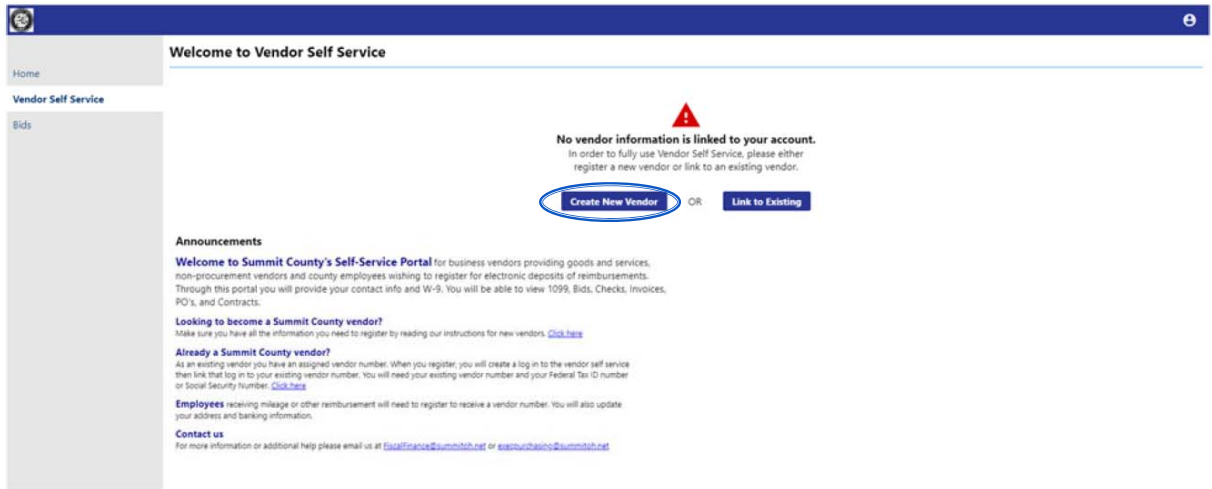 Welcome to Vendor Self Service
Home
Vendor Self Service
Bids
No vendor information is linked to your account.
In order to fully use Vendor Self Service, please either
register a new vendor or link to an existing vendor.
Create New Vendor OR Link to Existing
Announcements
Welcome to Summit County's Self-Service Portal for business vendors providing goods and services,
non-procurement vendors and county employees wishing to register for electronic deposits of reimbursements.
Through this portal you will provide your contact info and W-9. You will be able to view 1099, Bids, Checks, Invoices,
PO's, and Contracts.
Looking to become a Summit County vendor?
Make sure you have all the information you need to register by reading our instructions for new vendors. Click here
Already a Summit County vendor?
As an existing vendor you have an assigned vendor number. When you register, you will create a log in to the vendor self service
then link that log in to your existing vendor number. You will need your existing vendor number and your Federal Tax ID number
or Social Security Number. Click here
Employees receiving mileage or other reimbursement will need to register to receive a vendor number. You will also update
your address and banking information.
Contact us
For more information or additional help please email us at FiscalFinance@summitoh.net or execpurchasing@summitoh.net